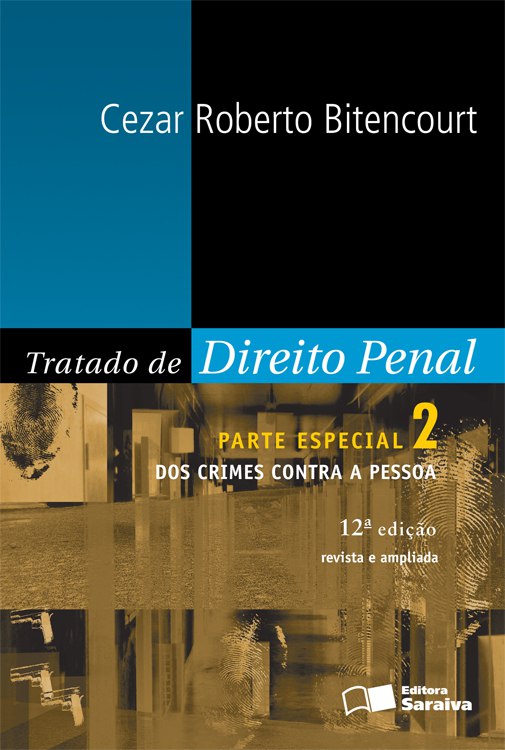 Cezar Roberto Bitencourt
Tratado de Direito Penal
PARTE ESPECIAL 2
DOS CRIMES CONTRA A PESSOA
12ª edição
revista e ampliada
Editora
Saraiva